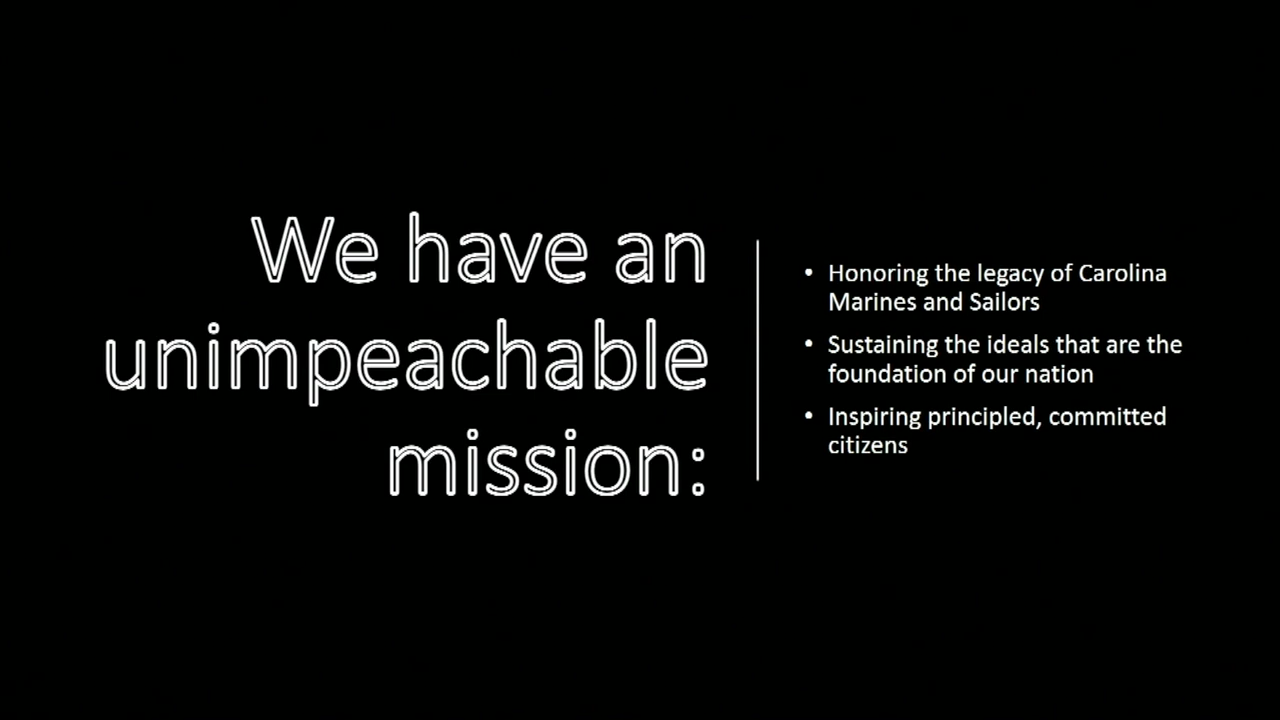 We have an
unimpeachable
mission:
• Honoring the legacy of Carolina
Marines and Sailors
• Sustaining the ideals that are the
foundation of our nation
• Inspiring principled, committed
citizens